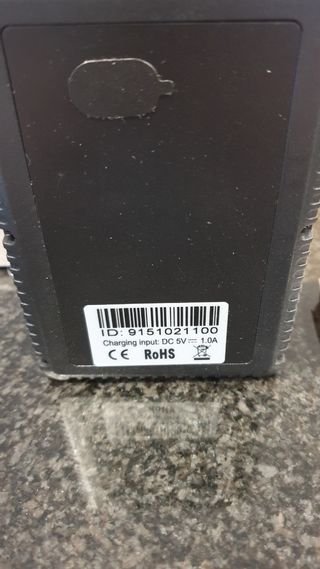 ID: 9151021100
Charging input: DC 5V⎓1.0A
CE RoHS